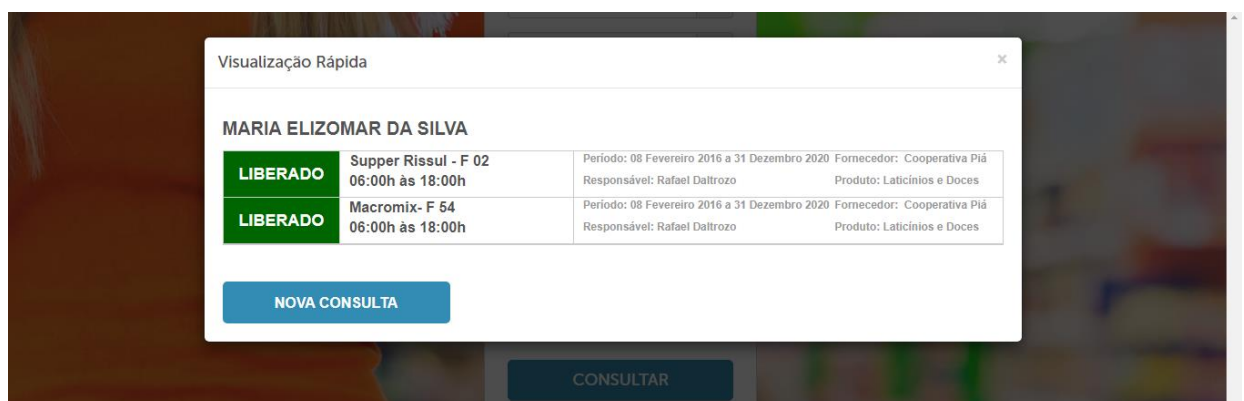 Visualização Rápida ×
MARIA ELIZOMAR DA SILVA
LIBERADO
Supper Rissul - F 02
06:00h às 18:00h
Período: 08 Fevereiro 2016 a 31 Dezembro 2020 Fornecedor: Cooperativa Piá
Responsável: Rafael Daltrozo Produto: Laticínios e Doces
LIBERADO
Macromix- F 54
06:00h às 18:00h
Período: 08 Fevereiro 2016 a 31 Dezembro 2020 Fornecedor: Cooperativa Piá
Responsável: Rafael Daltrozo Produto: Laticínios e Doces
NOVA CONSULTA
CONSULTAR